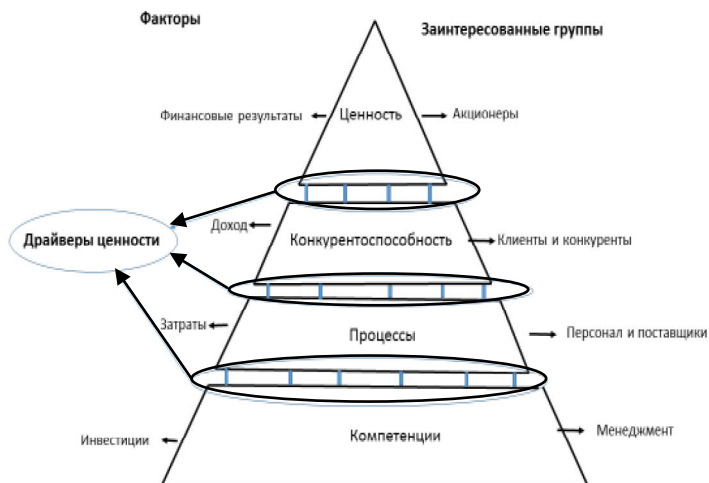 Факторы
Заинтересованные группы
Финансовые результаты
Ценность
Акционеры
Доход
Драйверы ценности
Конкурентоспособность
Клиенты и конкуренты
Затраты
Процессы
Персонал и поставщики
Инвестиции
Компетенции
Менеджмент